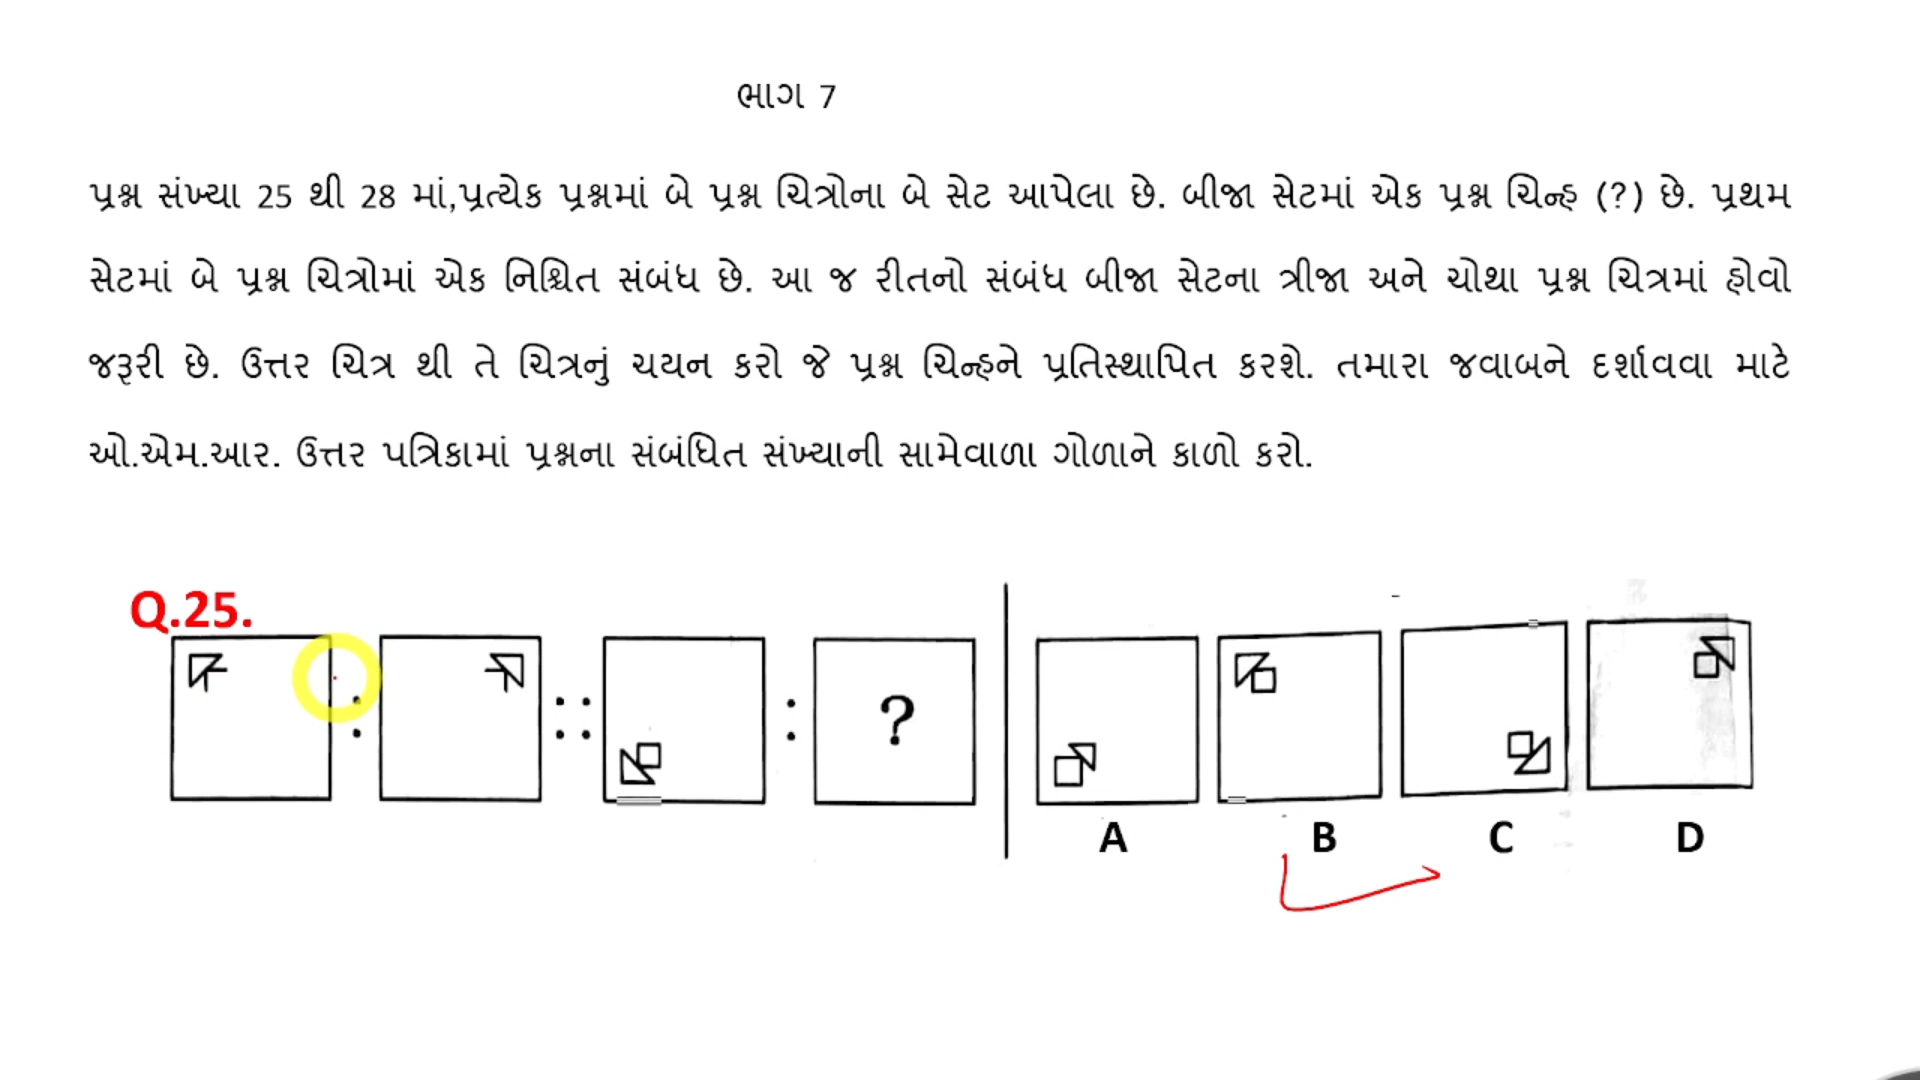 ભાગ 7
પ્રશ્ન સંખ્યા 25 થી 28 માં,પ્રત્યેક પ્રશ્નમાં બે પ્રશ્ન ચિત્રોના બે સેટ આપેલા છે. બીજા સેટમાં એક પ્રશ્ન ચિન્હ (?) છે. પ્રથમ
સેટમાં બે પ્રશ્ન ચિત્રોમાં એક નિશ્ચિત સંબંધ છે. આ જ રીતનો સંબંધ બીજા સેટના ત્રીજા અને ચોથા પ્રશ્ન ચિત્રમાં હોવો
જરૂરી છે. ઉત્તર ચિત્ર થી તે ચિત્રનું ચયન કરો જે પ્રશ્ન ચિન્હને પ્રતિસ્થાપિત કરશે. તમારા જવાબને દર્શાવવા માટે
ઓ.એમ.આર. ઉત્તર પત્રિકામાં પ્રશ્નના સંબંધિત સંખ્યાની સામેવાળા ગોળાને કાળો કરો.
Q.25.
: :: : ?
A B C D